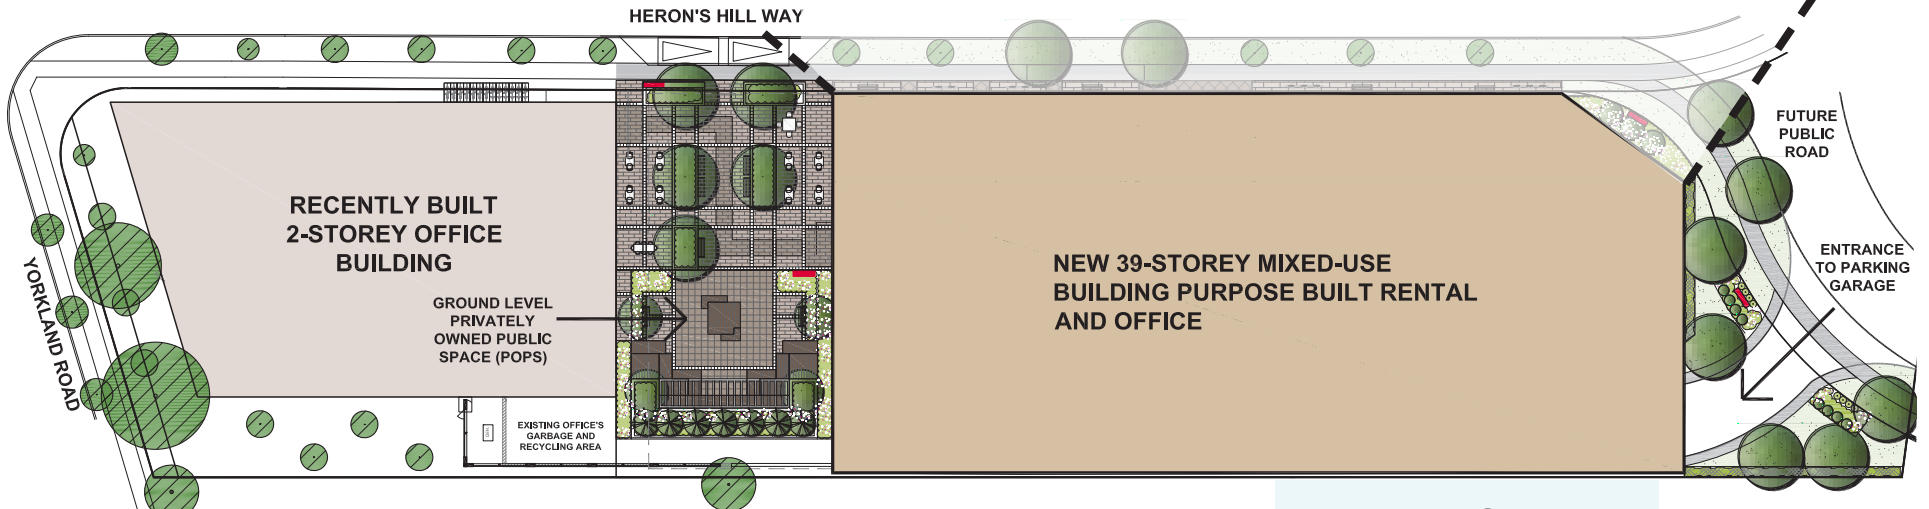 HERON'S HILL WAY
RECENTLY BUILT
2-STOREY OFFICE
BUILDING
GROUND LEVEL
PRIVATELY
OWNED PUBLIC
SPACE (POPS)
YORKLAND ROAD
EXISTING OFFICE'S
GARBAGE AND
RECYCLING AREA
NEW 39-STOREY MIXED-USE
BUILDING PURPOSE BUILT RENTAL
AND OFFICE
FUTURE
PUBLIC
ROAD
ENTRANCE
TO PARKING
GARAGE